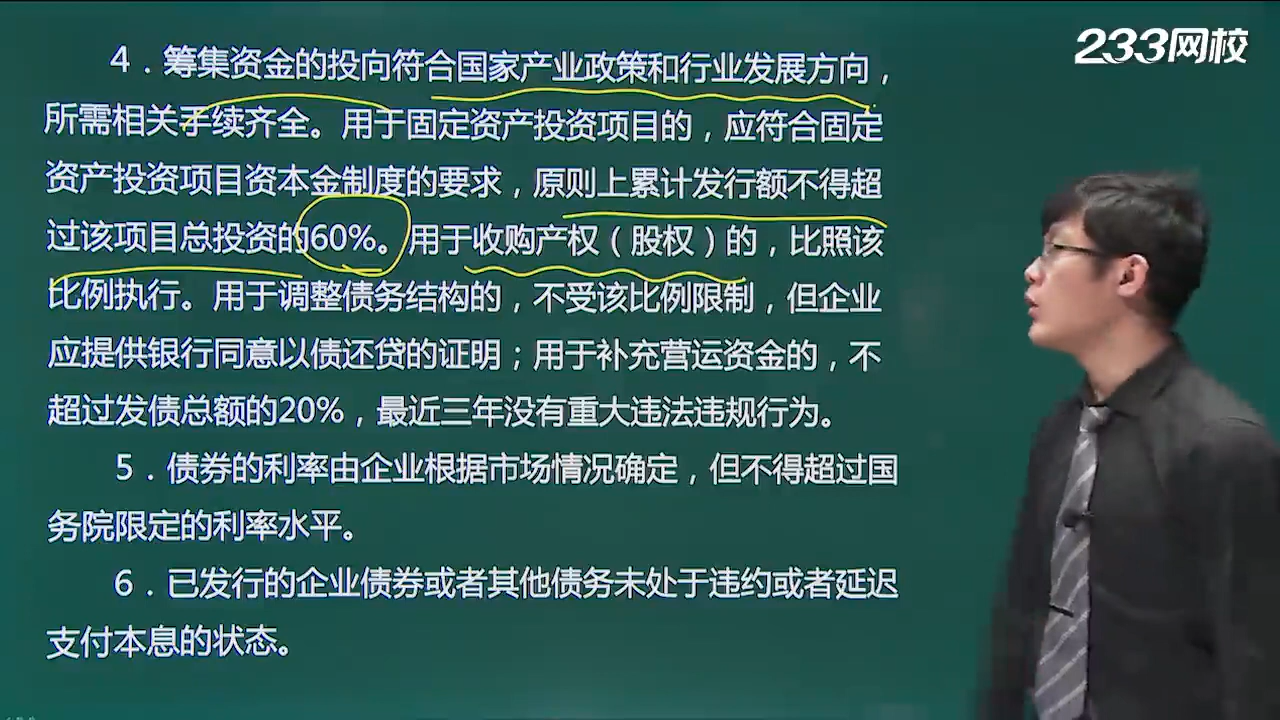 233网校
4．筹集资金的投向符合国家产业政策和行业发展方向，
所需相关手续齐全。用于固定资产投资项目的，应符合固定
资产投资项目资本金制度的要求，原则上累计发行额不得超
过该项目总投资的60%。用于收购产权（股权）的，比照该
比例执行。用于调整债务结构的，不受该比例限制，但企业
应提供银行同意以债还贷的证明；用于补充营运资金的，不
超过发债总额的20%，最近三年没有重大违法违规行为。
5．债券的利率由企业根据市场情况确定，但不得超过国
务院限定的利率水平。
6．已发行的企业债券或者其他债务未处于违约或者延迟
支付本息的状态。